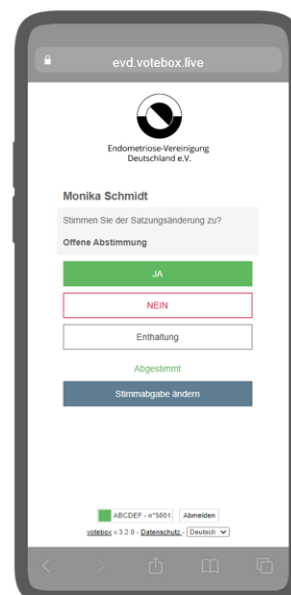 evd.votebox.live
Endometriose-Vereinigung
Deutschland e.V.
Monika Schmidt
Stimmen Sie der Satzungsänderung zu?
Offene Abstimmung
JA
NEIN
Enthaltung
Abgestimmt
Stimmabgabe ändern
ABCDEF - n°5001 Abmelden
votebox v.3.2.0 - Datenschutz - Deutsch